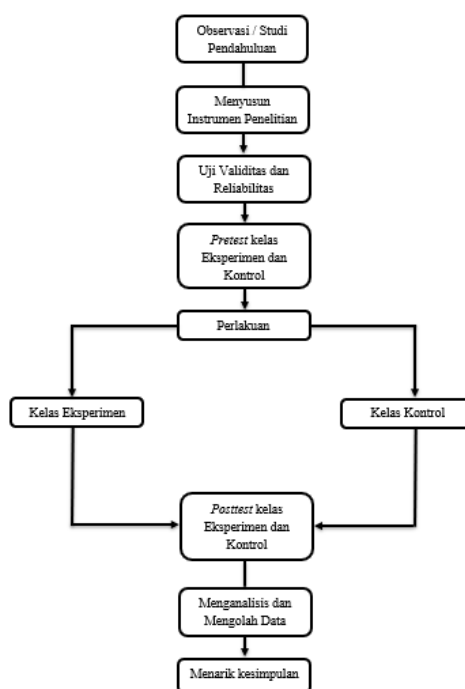 Observasi / Studi
Pendahuluan
Menyusun
Instrumen Penelitian
Uji Validitas dan
Reliabilitas
Pretest kelas
Eksperimen dan
Kontrol
Perlakuan
Kelas Eksperimen
Kelas Kontrol
Posttest kelas
Eksperimen dan
Kontrol
Menganalisis dan
Mengolah Data
Menarik kesimpulan